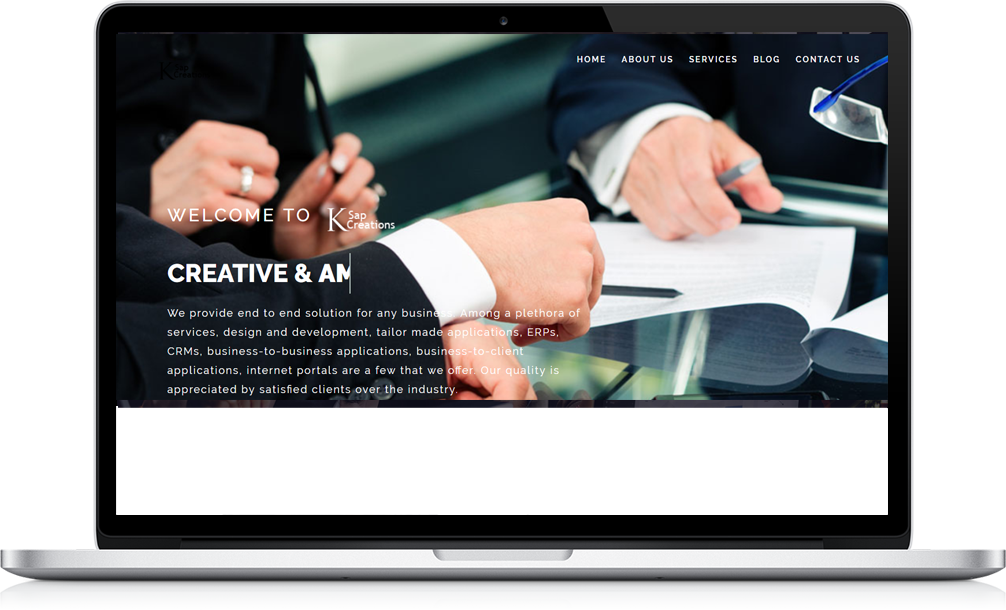 K Sap
Creations
HOME ABOUT US SERVICES BLOG CONTACT US
WELCOME TO K Sap
Creations
CREATIVE & AM
We provide end to end solution for any business. Among a plethora of
services, design and development, tailor made applications, ERPs,
CRMs, business-to-business applications, business-to-client
applications, internet portals are a few that we offer. Our quality is
appreciated by satisfied clients over the industry.